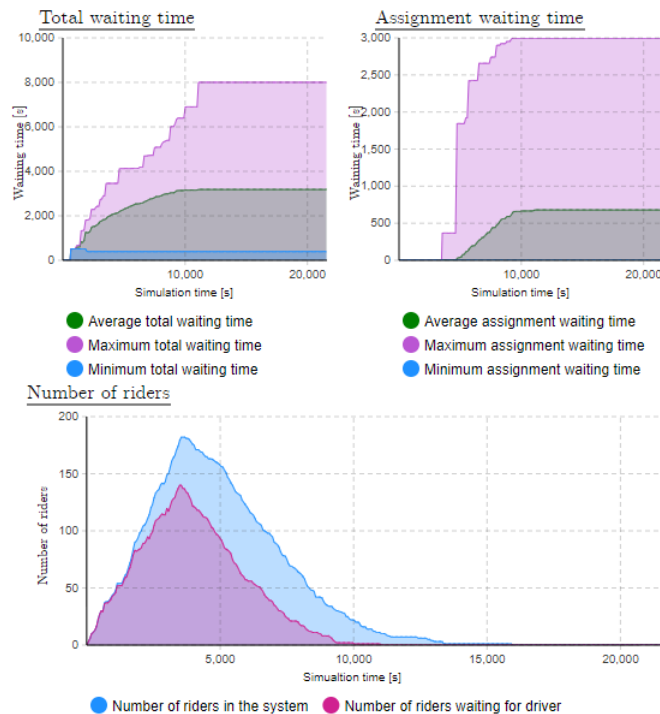 Total waiting time
Assignment waiting time
10,000
8,000
6,000
4,000
2,000
0
Waining time [s]
10,000
20,000
Simulation time [s]
3,000
2,500
2,000
1,500
1,000
500
0
Waining time [s]
10,000
20,000
Simulation time [s]
Average total waiting time
Maximum total waiting time
Minimum total waiting time
Average assignment waiting time
Maximum assignment waiting time
Minimum assignment waiting time
Number of riders
200
150
100
50
0
Number of riders
5,000
10,000
15,000
20,000
Simualtion time [s]
Number of riders in the system
Number of riders waiting for driver